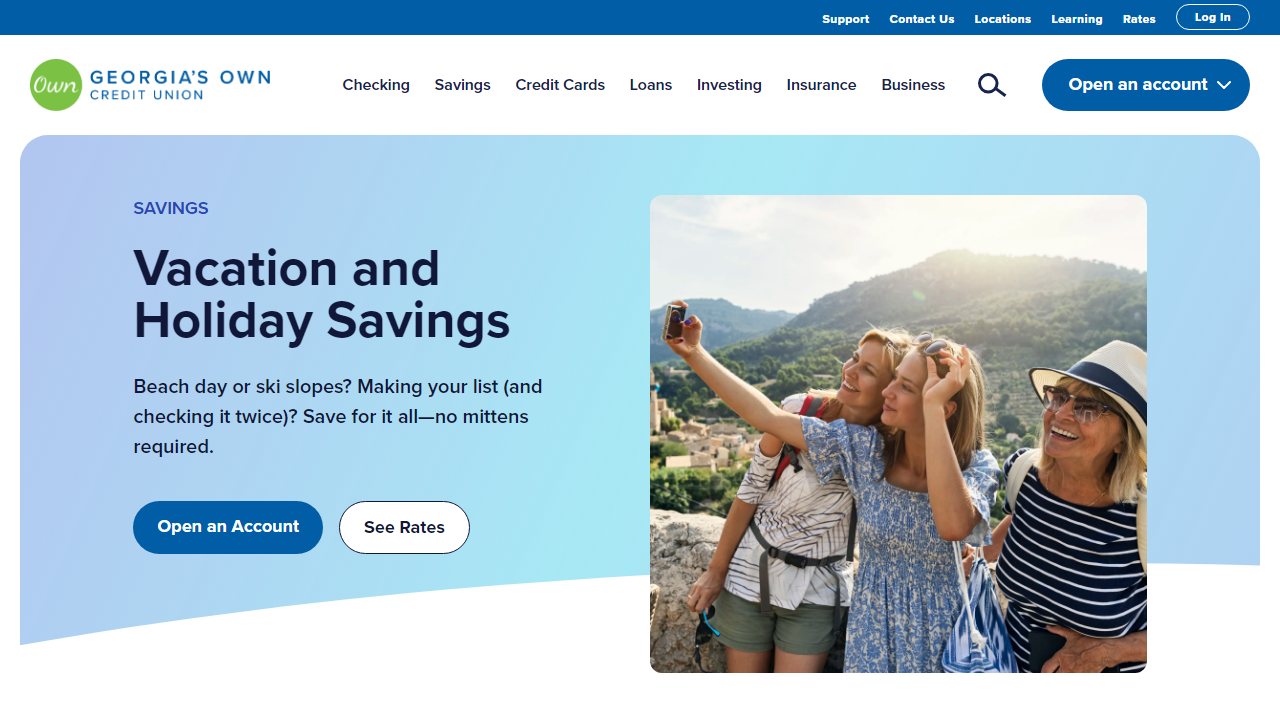 Support Contact Us Locations Learning Rates Log In
Own GEORGIA'S OWN
CREDIT UNION
Checking Savings Credit Cards Loans Investing Insurance Business Open an account
SAVINGS
Vacation and
Holiday Savings
Beach day or ski slopes? Making your list (and
checking it twice)? Save for it all—no mittens
required.
Open an Account See Rates